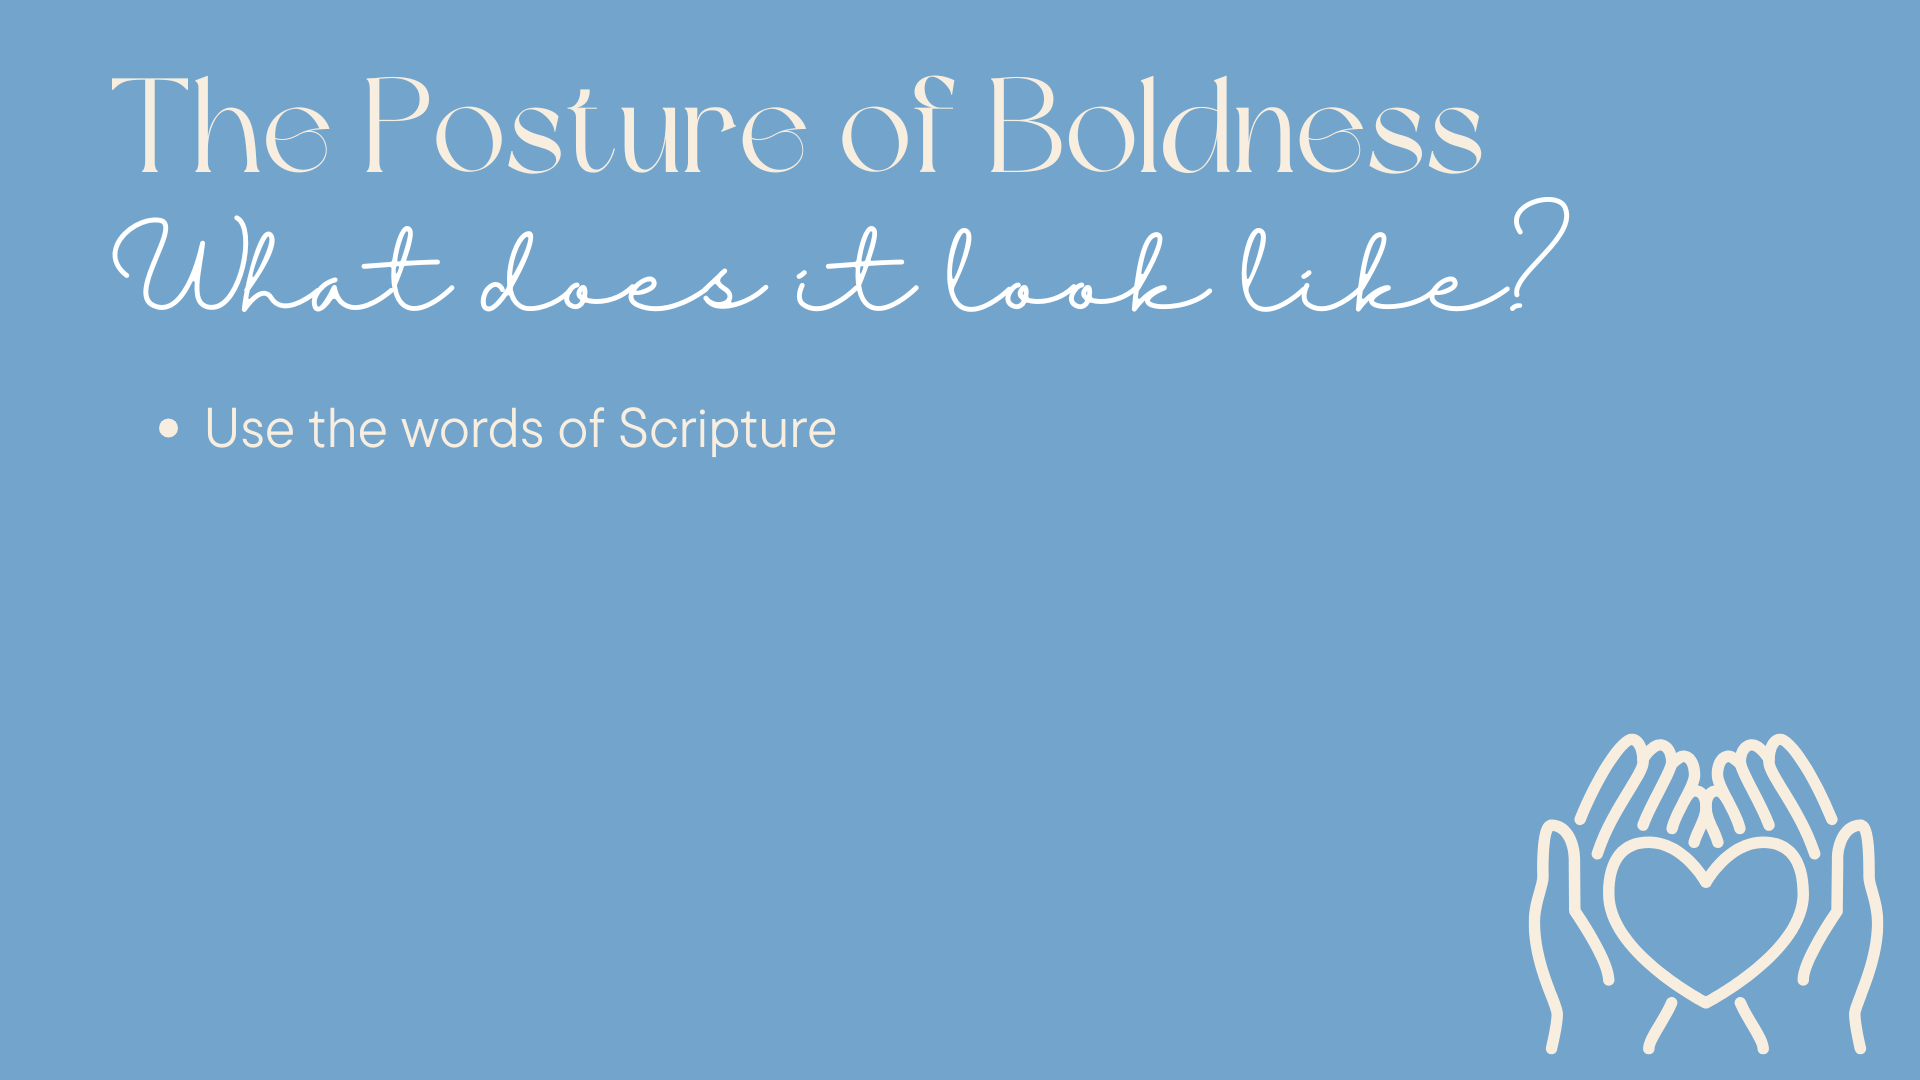 The Posture of Boldness
What does it look like?
• Use the words of Scripture